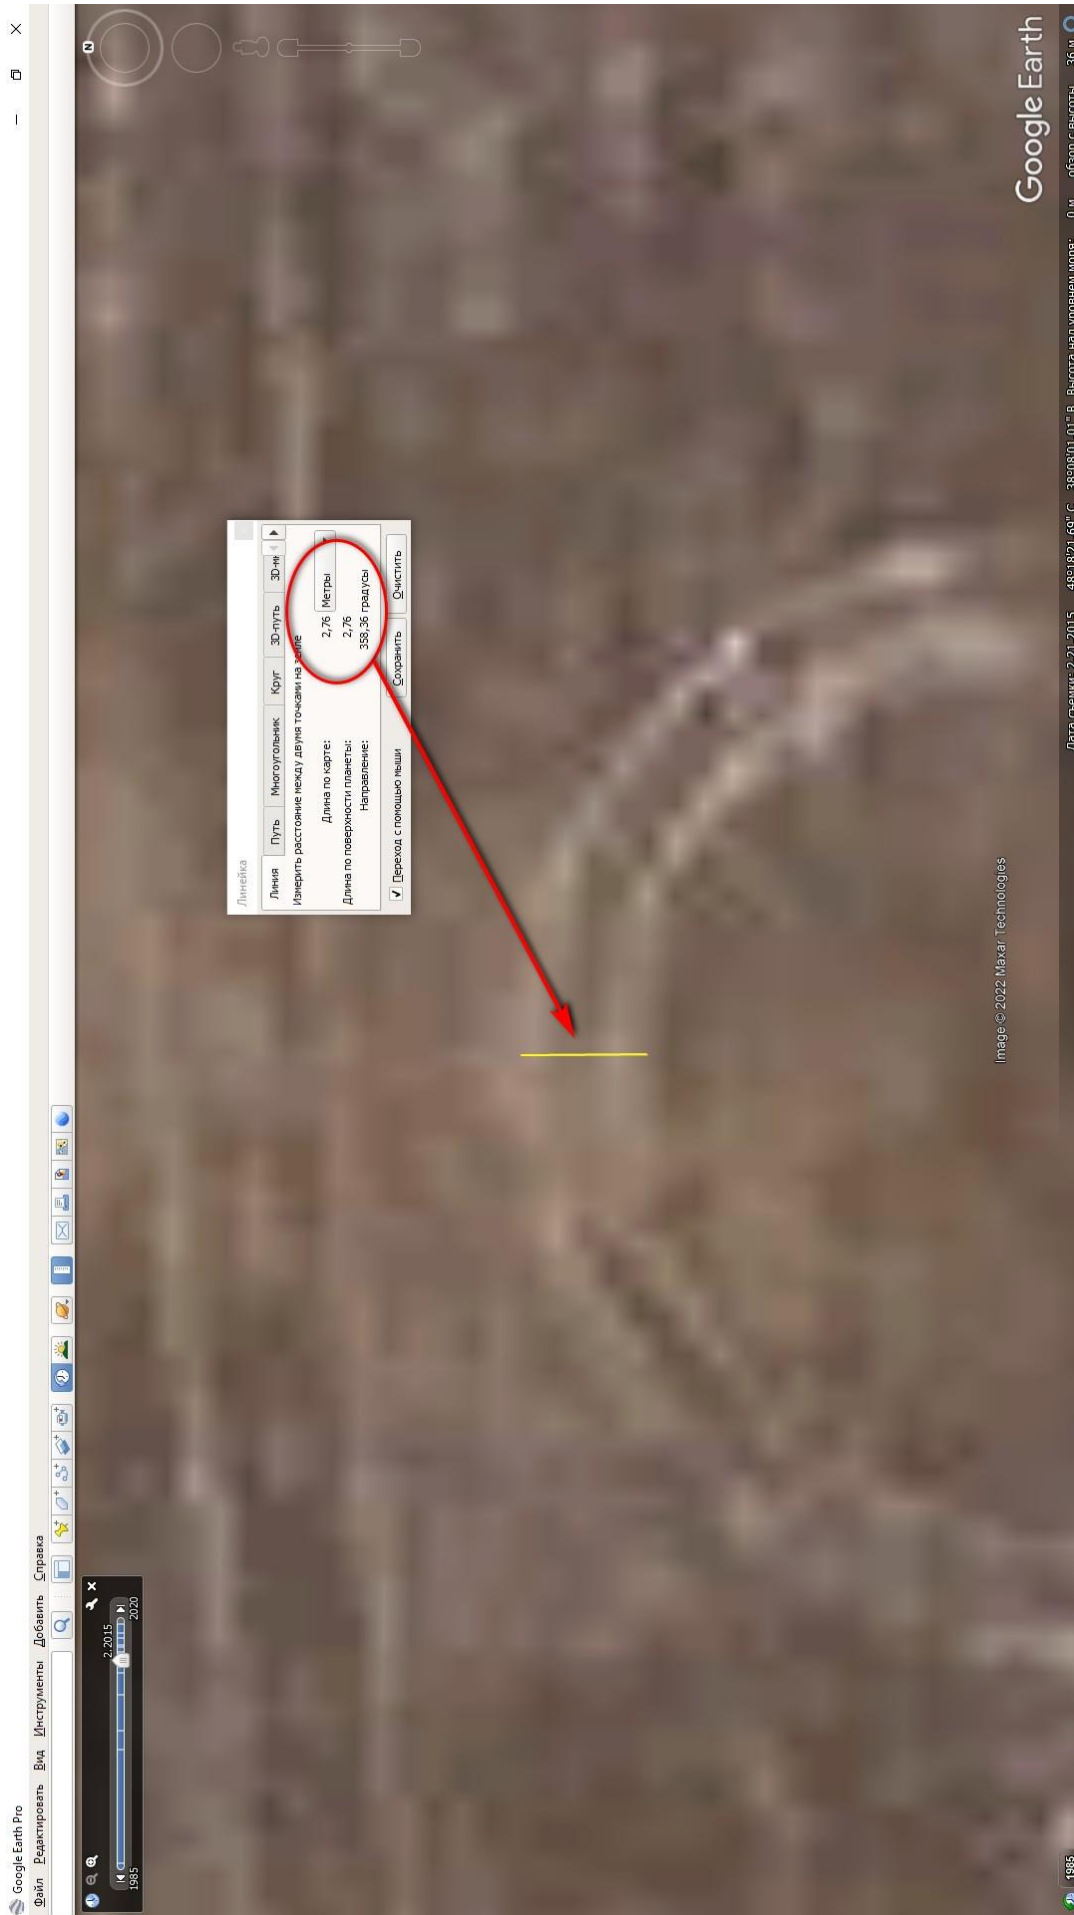 Google Earth Pro
Файл Редактировать Вид Инструменты Добавить Справка
2.2015
1985
2020
N
Линейка
Линия Путь Многоугольник Круг 3D-путь
Измерить расстояние между двумя точками на земле
Длина по карте: 2,76 Метры
Длина по поверхности планеты: 2,76
Направление: 358,36 градусы
Переход с помощью мыши Сохранить Очистить
Image © 2022 Maxar Technologies
Google Earth
1985
Дата съемки: 2.21.2015 48°18'21.69" С 38°08'01.01" В Высота над уровнем моря: 0 м обзор с высоты 36 м